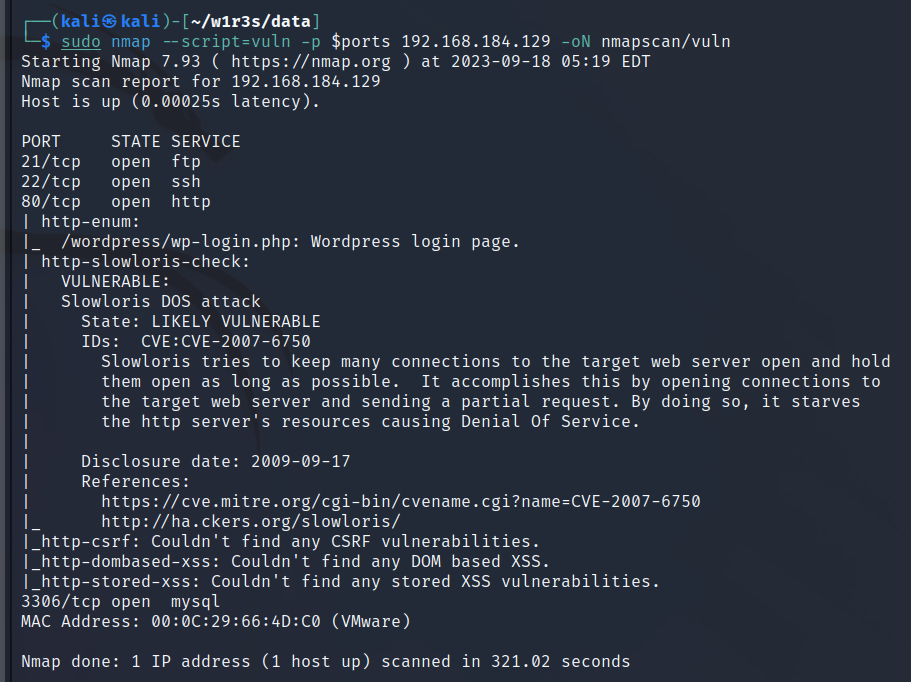 ┌──(kali㉿kali)-[~/w1r3s/data]
└─$ sudo nmap --script=vuln -p $ports 192.168.184.129 -oN nmapscan/vuln
Starting Nmap 7.93 ( https://nmap.org ) at 2023-09-18 05:19 EDT
Nmap scan report for 192.168.184.129
Host is up (0.00025s latency).

PORT     STATE SERVICE
21/tcp   open  ftp
22/tcp   open  ssh
80/tcp   open  http
| http-enum:
|_  /wordpress/wp-login.php: Wordpress login page.
| http-slowloris-check:
|   VULNERABLE:
|   Slowloris DOS attack
|     State: LIKELY VULNERABLE
|     IDs:  CVE:CVE-2007-6750
|       Slowloris tries to keep many connections to the target web server open and hold
|       them open as long as possible.  It accomplishes this by opening connections to
|       the target web server and sending a partial request. By doing so, it starves
|       the http server's resources causing Denial Of Service.
|
|     Disclosure date: 2009-09-17
|     References:
|       https://cve.mitre.org/cgi-bin/cvename.cgi?name=CVE-2007-6750
|_      http://ha.ckers.org/slowloris/
|_http-csrf: Couldn't find any CSRF vulnerabilities.
|_http-dombased-xss: Couldn't find any DOM based XSS.
|_http-stored-xss: Couldn't find any stored XSS vulnerabilities.
3306/tcp open  mysql
MAC Address: 00:0C:29:66:4D:C0 (VMware)

Nmap done: 1 IP address (1 host up) scanned in 321.02 seconds